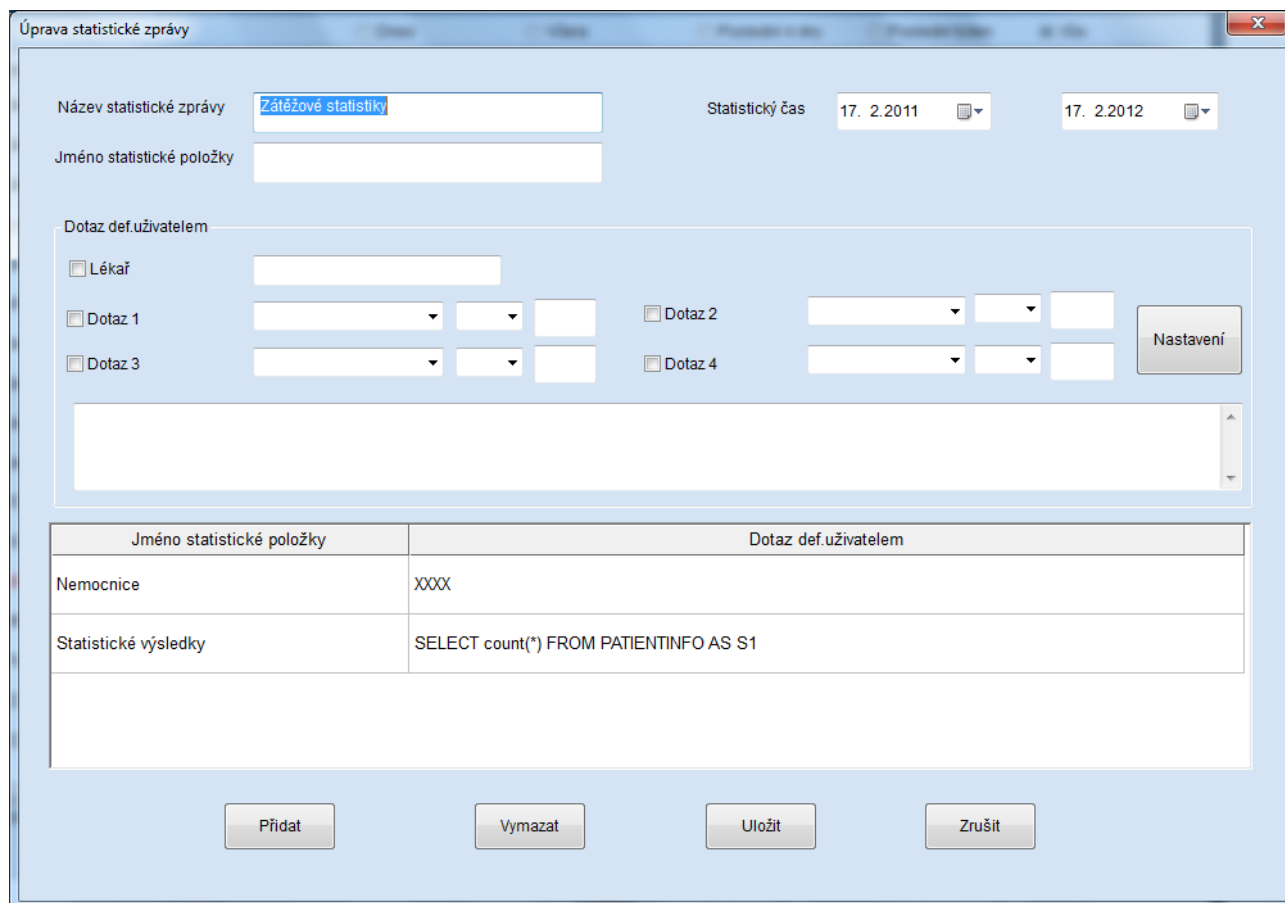 Úprava statistické zprávy
Název statistické zprávy Zátěžové statistiky Statistický čas 17. 2.2011 17. 2.2012
Jméno statistické položky
Dotaz def.uživatelem
Lékař
Dotaz 1 Dotaz 2
Nastavení
Dotaz 3 Dotaz 4
Jméno statistické položky Dotaz def.uživatelem
Nemocnice XXXX
Statistické výsledky SELECT count(*) FROM PATIENTINFO AS S1
Přidat Vymazat Uložit Zrušit